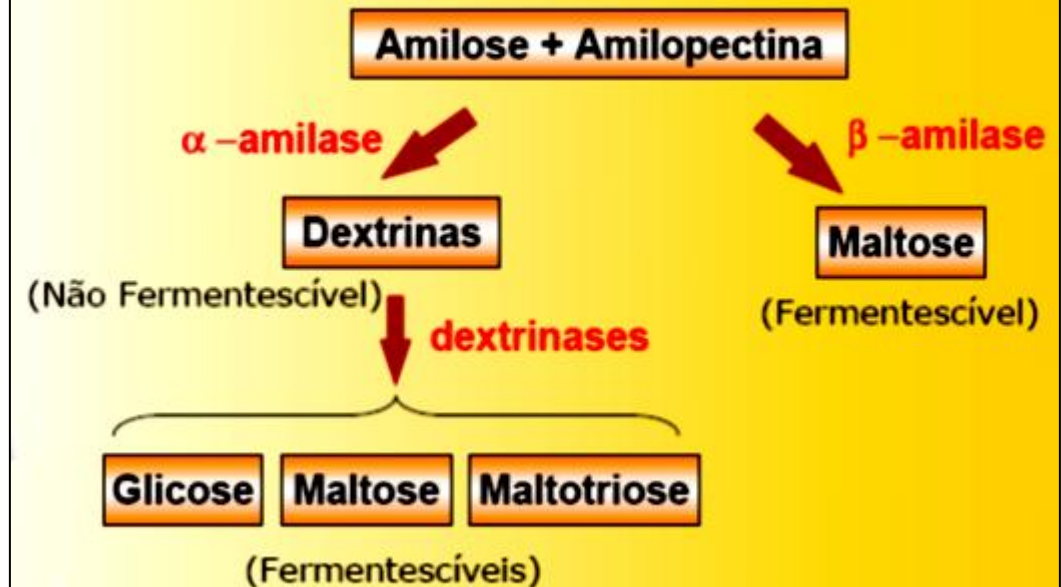 Amilose + Amilopectina
α –amilase
β –amilase
Dextrinas
Maltose
(Não Fermentescível)
(Fermentescível)
dextrinases
Glicose
Maltose
Maltotriose
(Fermentescíveis)